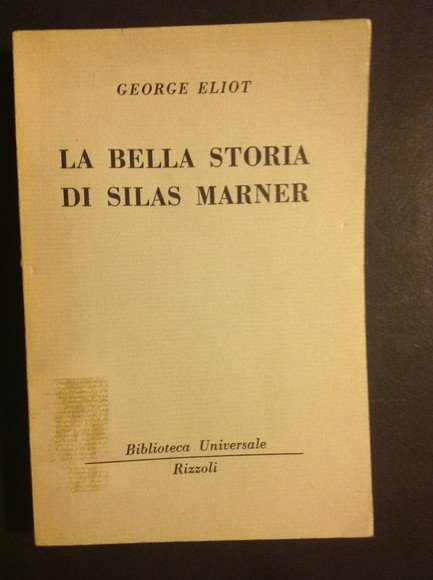 GEORGE ELIOT
LA BELLA STORIA
DI SILAS MARNER
Biblioteca Universale
Rizzoli